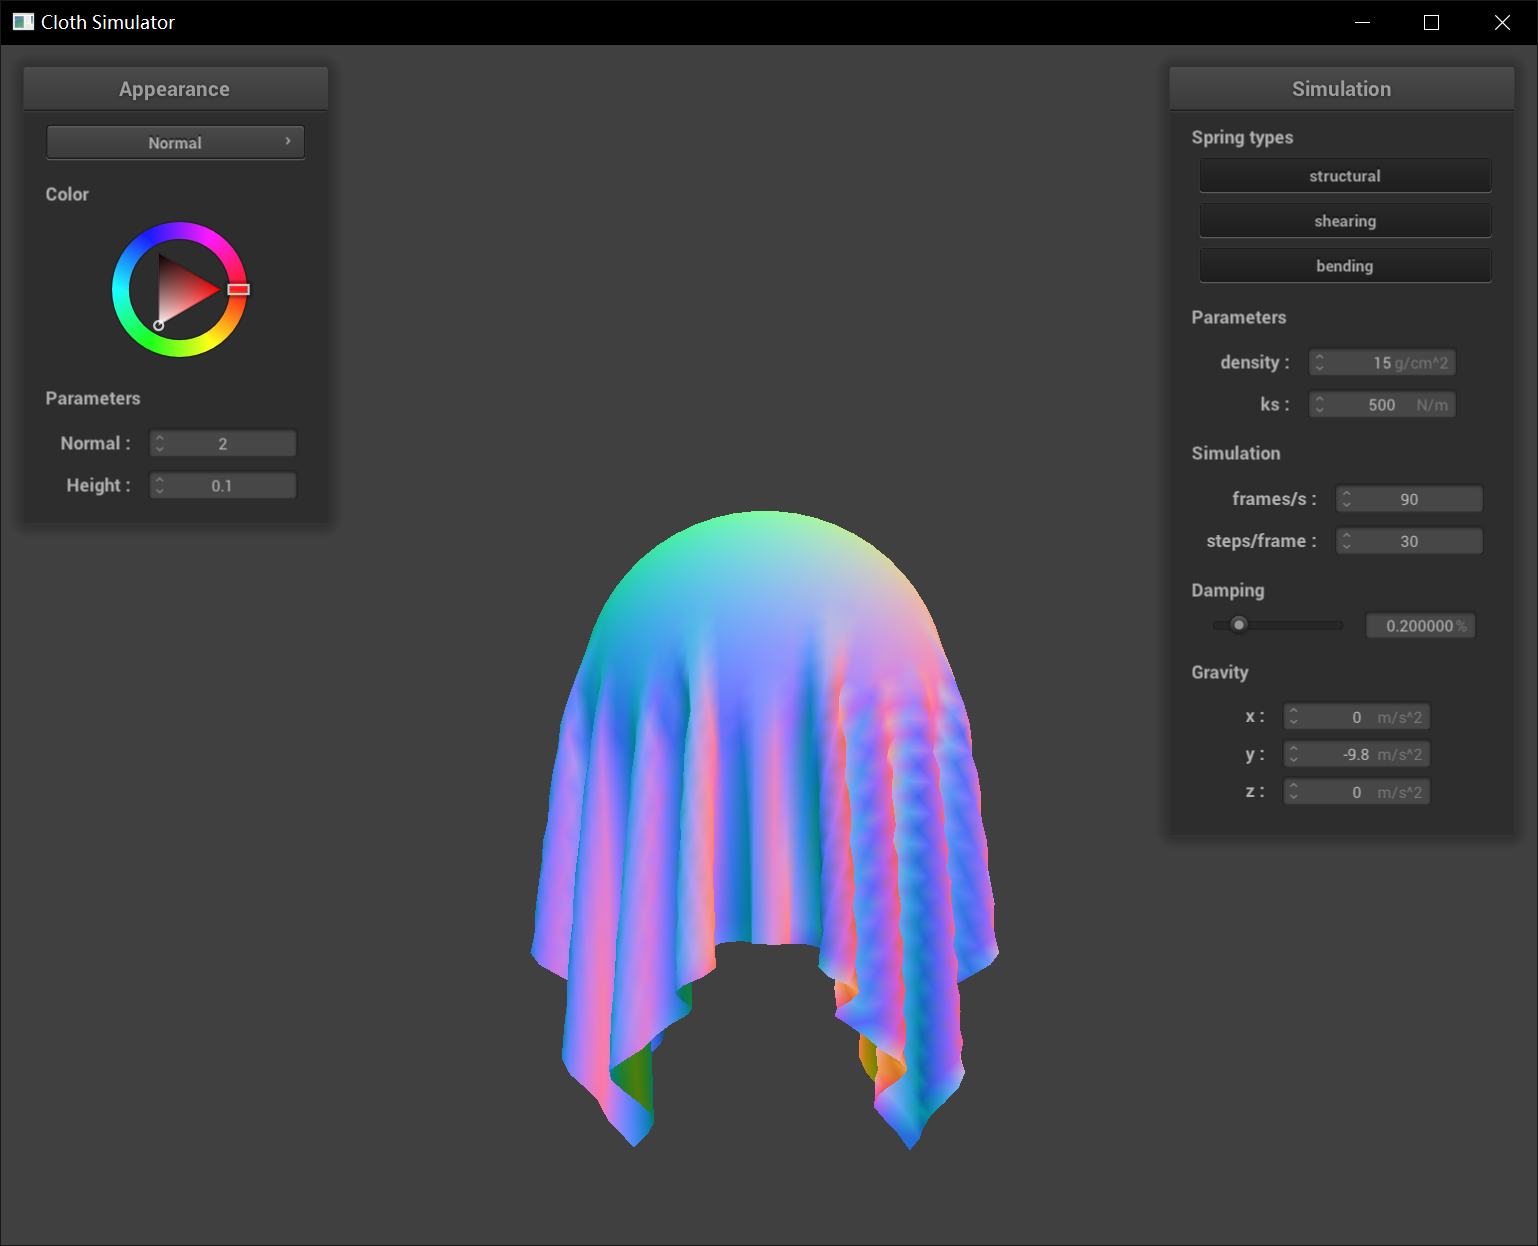 Cloth Simulator
Appearance
Normal
Color
Parameters
Normal : 2
Height : 0.1
Simulation
Spring types
structural
shearing
bending
Parameters
density : 15 g/cm^2
ks : 500 N/m
Simulation
frames/s : 90
steps/frame : 30
Damping
0.200000 %
Gravity
x : 0 m/s^2
y : -9.8 m/s^2
z : 0 m/s^2